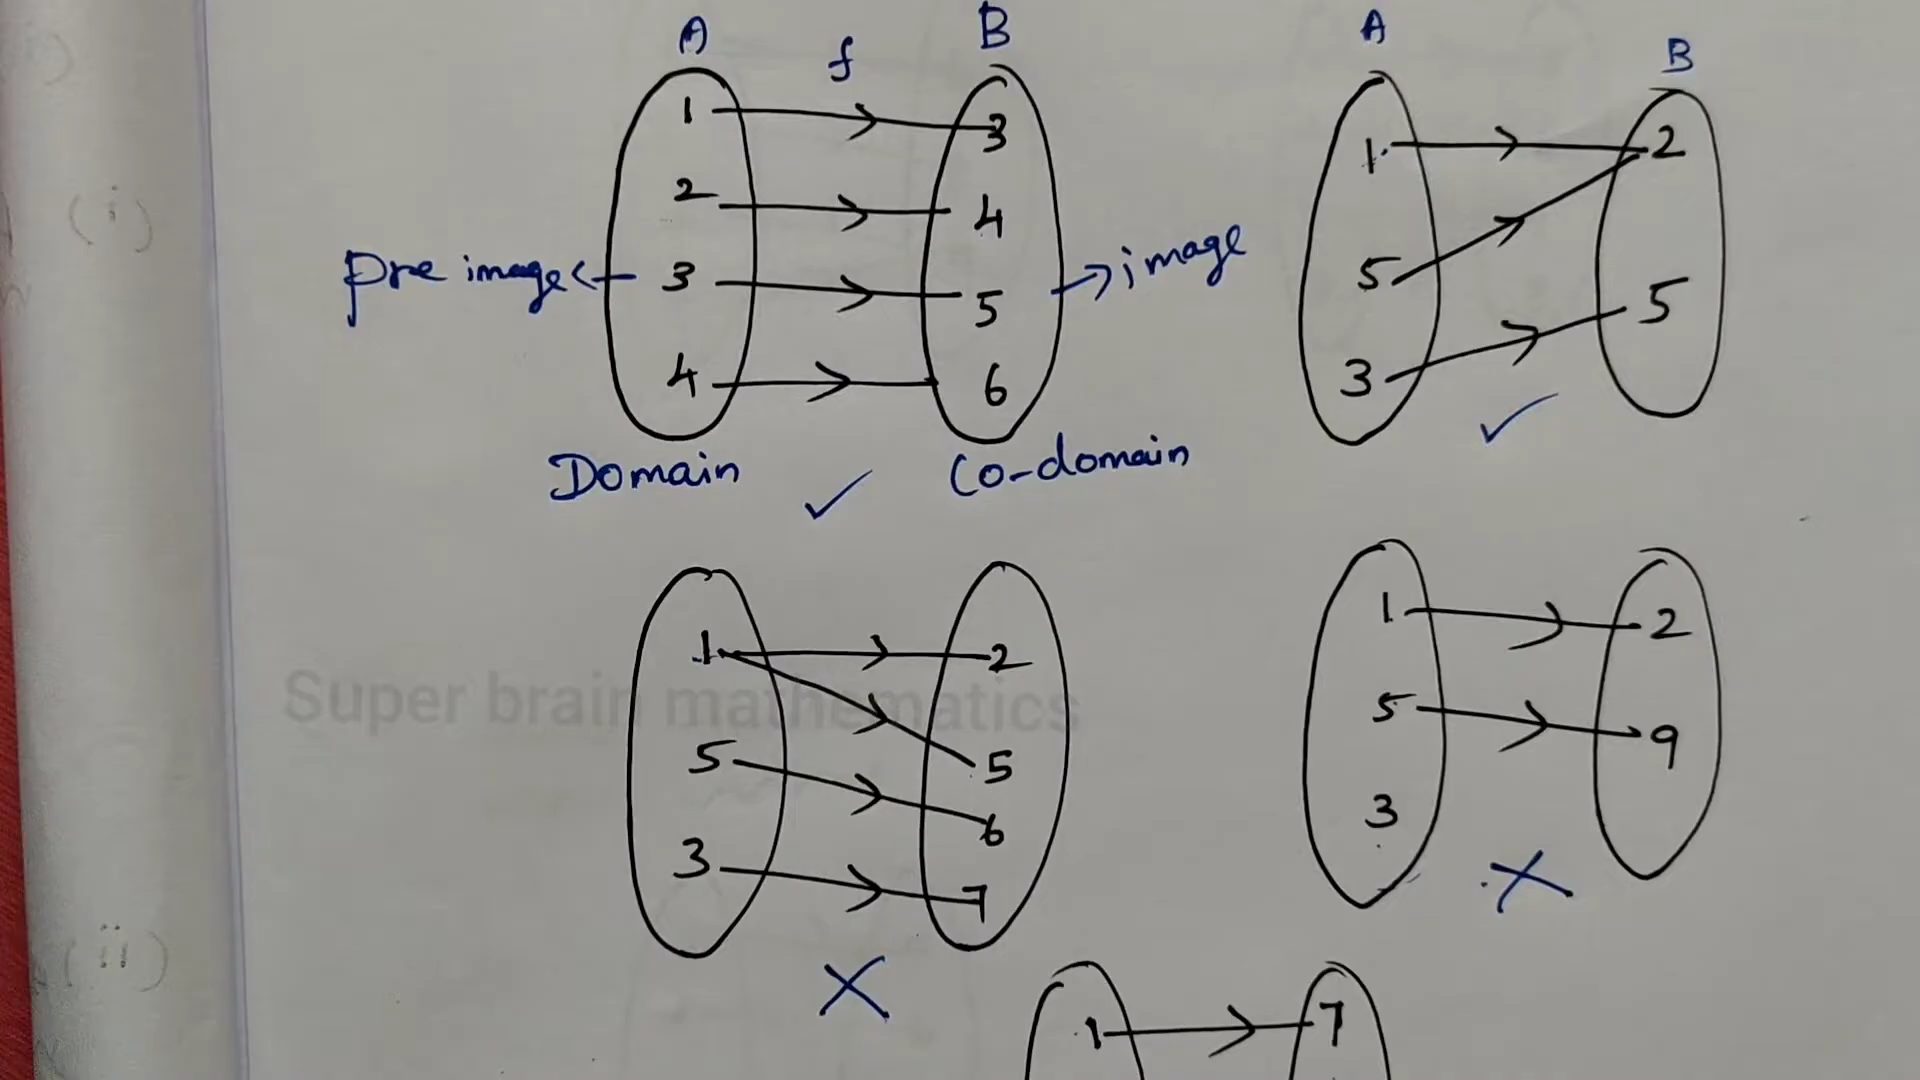 A f B
1 3
2 4
pre image 3 5 image
4 6
Domain Co-domain
A B
1 2
5
3 5
1 2
5 5
6
3 7
Super brain mathematics
1 2
5 9
3
1 7
(i)
(ii)